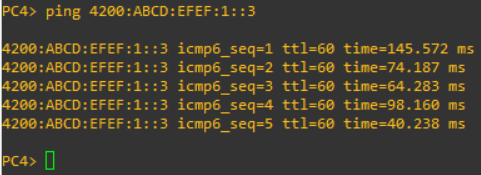 PC4> ping 4200:ABCD:EFEF:1::3
4200:ABCD:EFEF:1::3 icmp6_seq=1 ttl=60 time=145.572 ms
4200:ABCD:EFEF:1::3 icmp6_seq=2 ttl=60 time=74.187 ms
4200:ABCD:EFEF:1::3 icmp6_seq=3 ttl=60 time=64.283 ms
4200:ABCD:EFEF:1::3 icmp6_seq=4 ttl=60 time=98.160 ms
4200:ABCD:EFEF:1::3 icmp6_seq=5 ttl=60 time=40.238 ms
PC4>